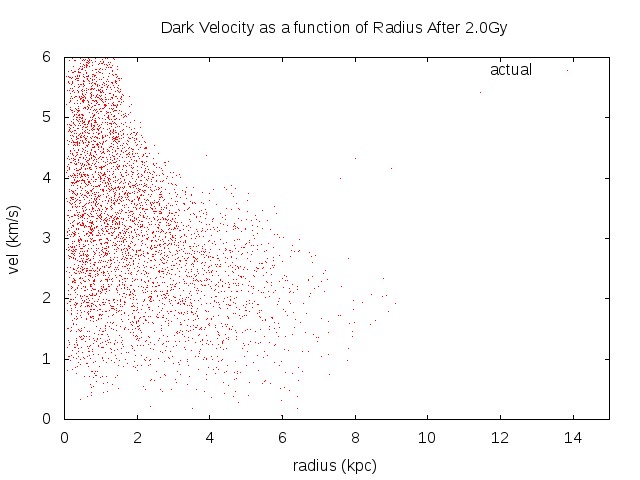 Dark Velocity as a function of Radius After 2.0Gy
actual
6
5
4
3
2
1
0
vel (km/s)
0 2 4 6 8 10 12 14
radius (kpc)